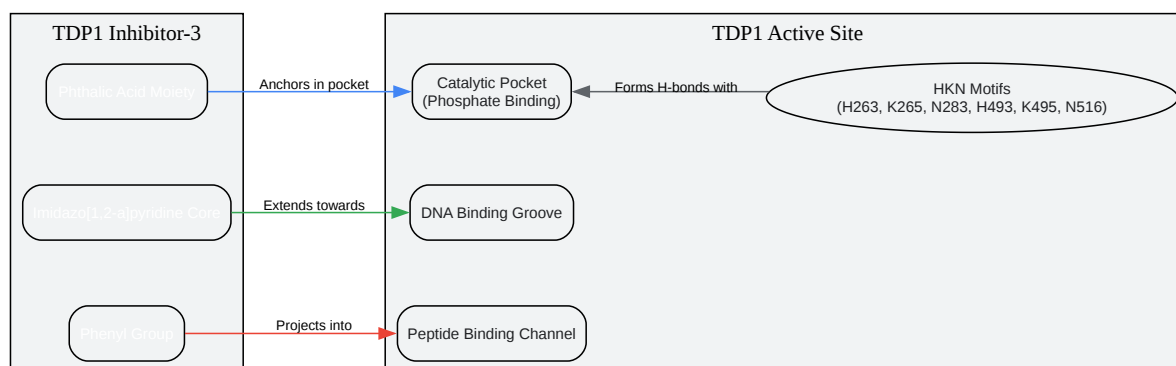 TDP1 Inhibitor-3
TDP1 Active Site
Phthalic Acid Moiety
Anchors in pocket
Catalytic Pocket
(Phosphate Binding)
Forms H-bonds with
HKN Motifs
(H263, K265, N283, H493, K495, N516)
Imidazo[1,2-a]pyridine Core
Extends towards
DNA Binding Groove
Phenyl Group
Projects into
Peptide Binding Channel